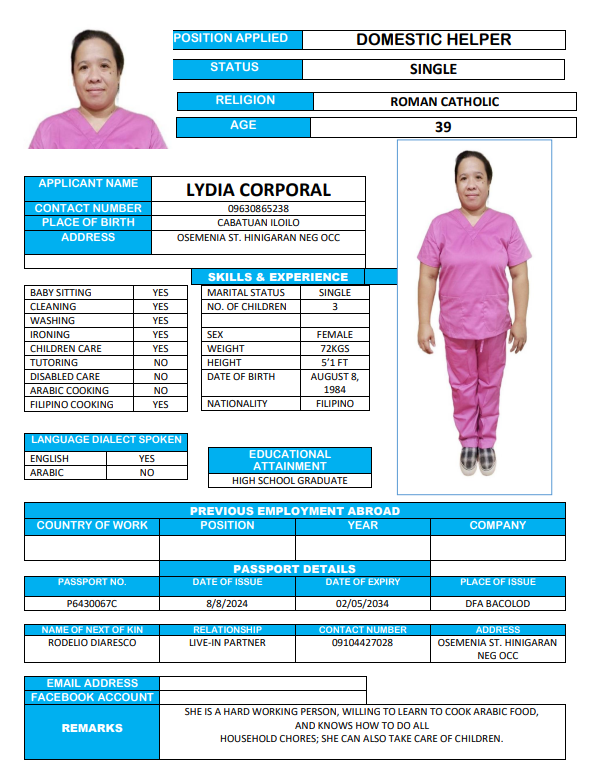 POSITION APPLIED DOMESTIC HELPER
STATUS SINGLE
RELIGION ROMAN CATHOLIC
AGE 39
APPLICANT NAME LYDIA CORPORAL
CONTACT NUMBER 09630865238
PLACE OF BIRTH CABATUAN ILOILO
ADDRESS OSEMENIA ST. HINIGARAN NEG OCC
SKILLS & EXPERIENCE
BABY SITTING YES
CLEANING YES
WASHING YES
IRONING YES
CHILDREN CARE YES
TUTORING NO
DISABLED CARE NO
ARABIC COOKING NO
FILIPINO COOKING YES
MARITAL STATUS SINGLE
NO. OF CHILDREN 3
SEX FEMALE
WEIGHT 72KGS
HEIGHT 5'1 FT
DATE OF BIRTH AUGUST 8,
1984
NATIONALITY FILIPINO
LANGUAGE DIALECT SPOKEN
ENGLISH YES
ARABIC NO
EDUCATIONAL
ATTAINMENT
HIGH SCHOOL GRADUATE
PREVIOUS EMPLOYMENT ABROAD
COUNTRY OF WORK POSITION YEAR COMPANY
PASSPORT DETAILS
PASSPORT NO. DATE OF ISSUE DATE OF EXPIRY PLACE OF ISSUE
P6430067C 8/8/2024 02/05/2034 DFA BACOLOD
NAME OF NEXT OF KIN RELATIONSHIP CONTACT NUMBER ADDRESS
RODELIO DIARESCO LIVE-IN PARTNER 09104427028 OSEMENIA ST. HINIGARAN
NEG OCC
EMAIL ADDRESS
FACEBOOK ACCOUNT
REMARKS
SHE IS A HARD WORKING PERSON, WILLING TO LEARN TO COOK ARABIC FOOD,
AND KNOWS HOW TO DO ALL
HOUSEHOLD CHORES; SHE CAN ALSO TAKE CARE OF CHILDREN.